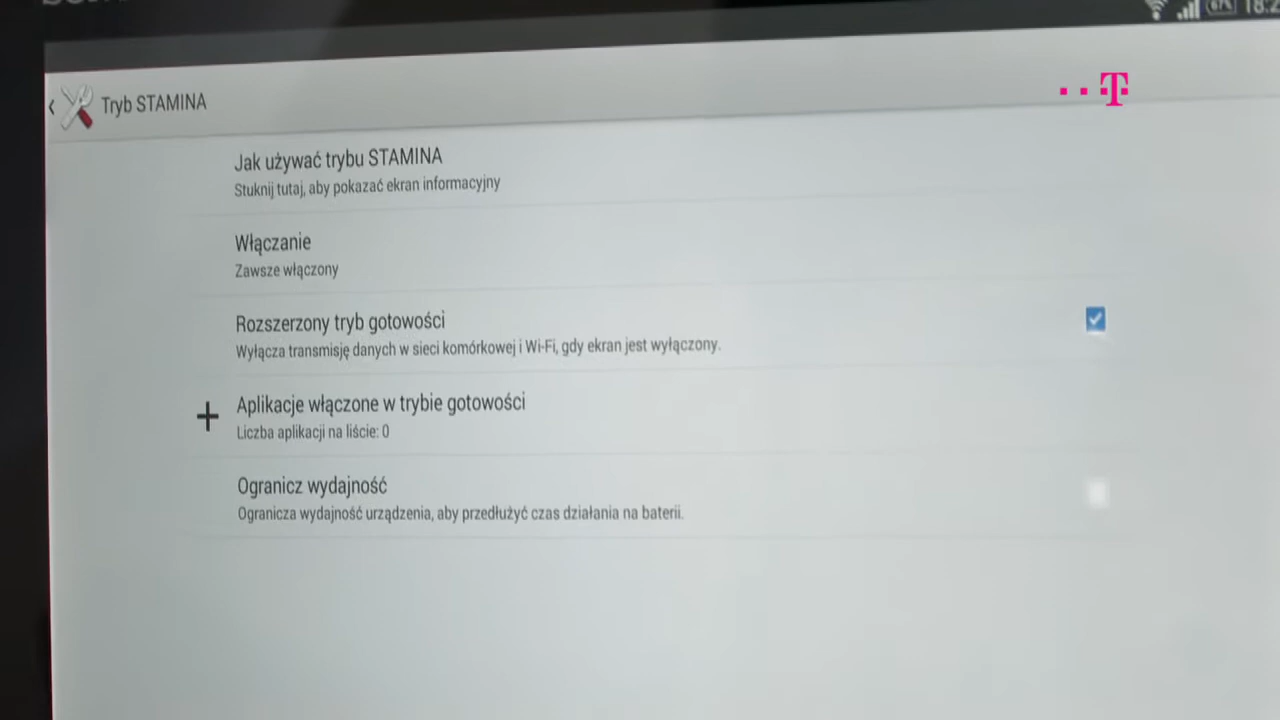 67%
Tryb STAMINA
T
Jak używać trybu STAMINA
Stuknij tutaj, aby pokazać ekran informacyjny
Włączanie
Zawsze włączony
Rozszerzony tryb gotowości
Wyłącza transmisję danych w sieci komórkowej i Wi-Fi, gdy ekran jest wyłączony.
Aplikacje włączone w trybie gotowości
Liczba aplikacji na liście: 0
Ogranicz wydajność
Ogranicza wydajność urządzenia, aby przedłużyć czas działania na baterii.